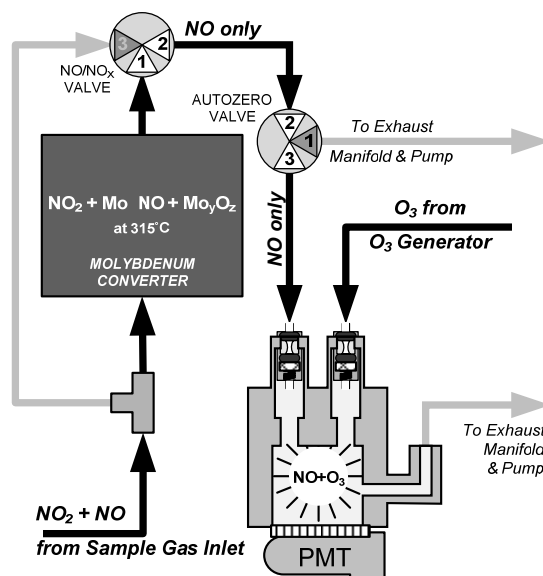 NO only
3
2
1
NO/NOx
VALVE
AUTOZERO
VALVE
2
1
3
To Exhaust
Manifold & Pump
NO2 + Mo NO + MoyOz
at 315˚C
MOLYBDENUM
CONVERTER
NO only
O3 from
O3 Generator
To Exhaust
Manifold
& Pump
NO+O3
NO2 + NO
from Sample Gas Inlet
PMT